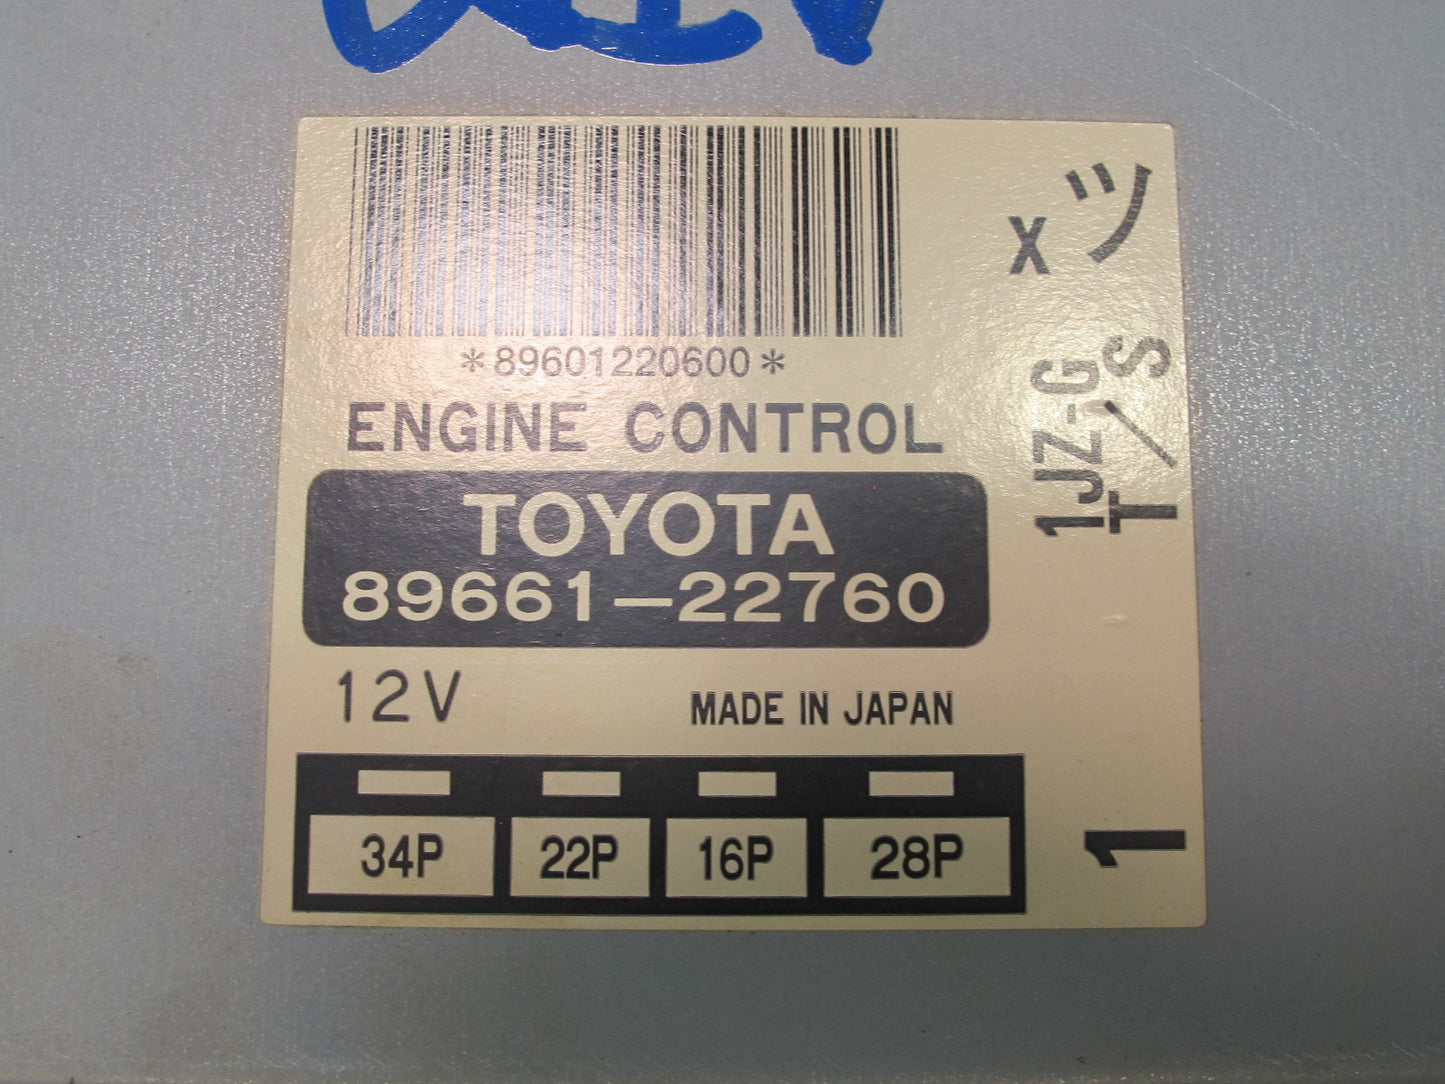 *89601220600*
ENGINE CONTROL
TOYOTA
89661-22760
12V
MADE IN JAPAN
34P 22P 16P 28P
X ツ
1JZ-G
T/S
1